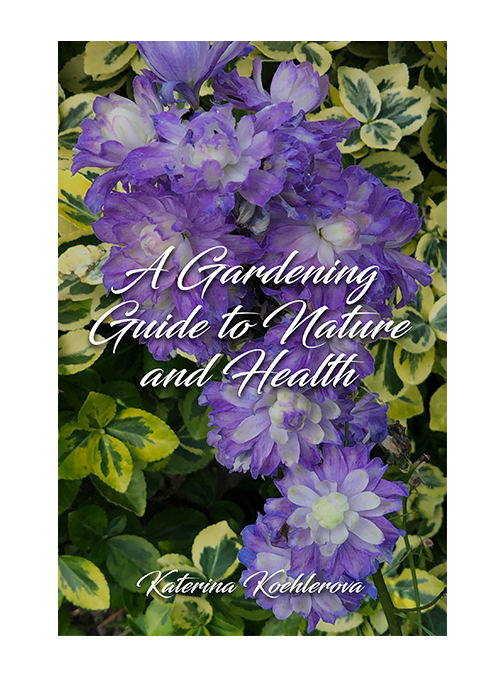 A Gardening
Guide to Nature
and Health
Katerina Koehlerova